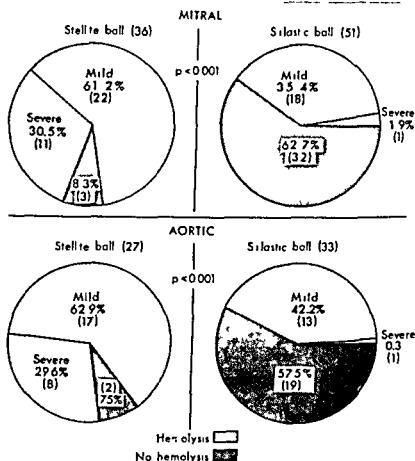 MITRAL
Stellite ball (36)
Silastic ball (51)
Mild
61.2%
(22)
Severe
30.5%
(11)
8.3%
(3)
p<0.001
Mild
35.4%
(18)
Severe
1.9%
(1)
62.7%
(32)
AORTIC
Stellite ball (27)
Silastic ball (33)
Mild
62.9%
(17)
Severe
29.6%
(8)
(2)
75%
p<0.001
Mild
42.2%
(13)
Severe
0.3
(1)
57.5%
(19)
Hemolysis
No hemolysis